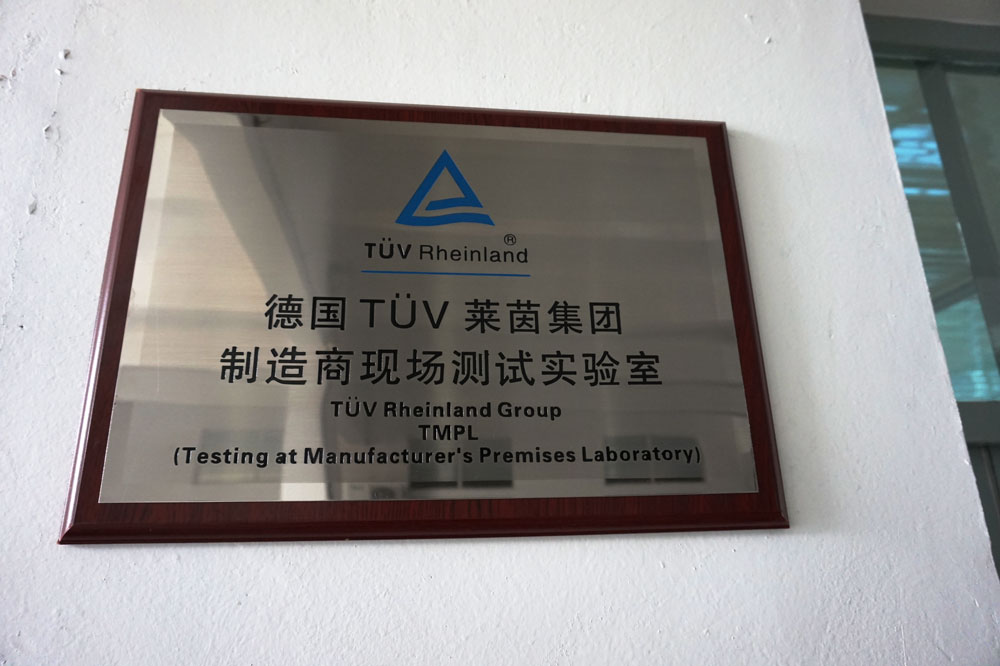 TÜV Rheinland®
德国 TÜV 莱茵集团
制造商现场测试实验室
TÜV Rheinland Group
TMPL
(Testing at Manufacturer's Premises Laboratory)